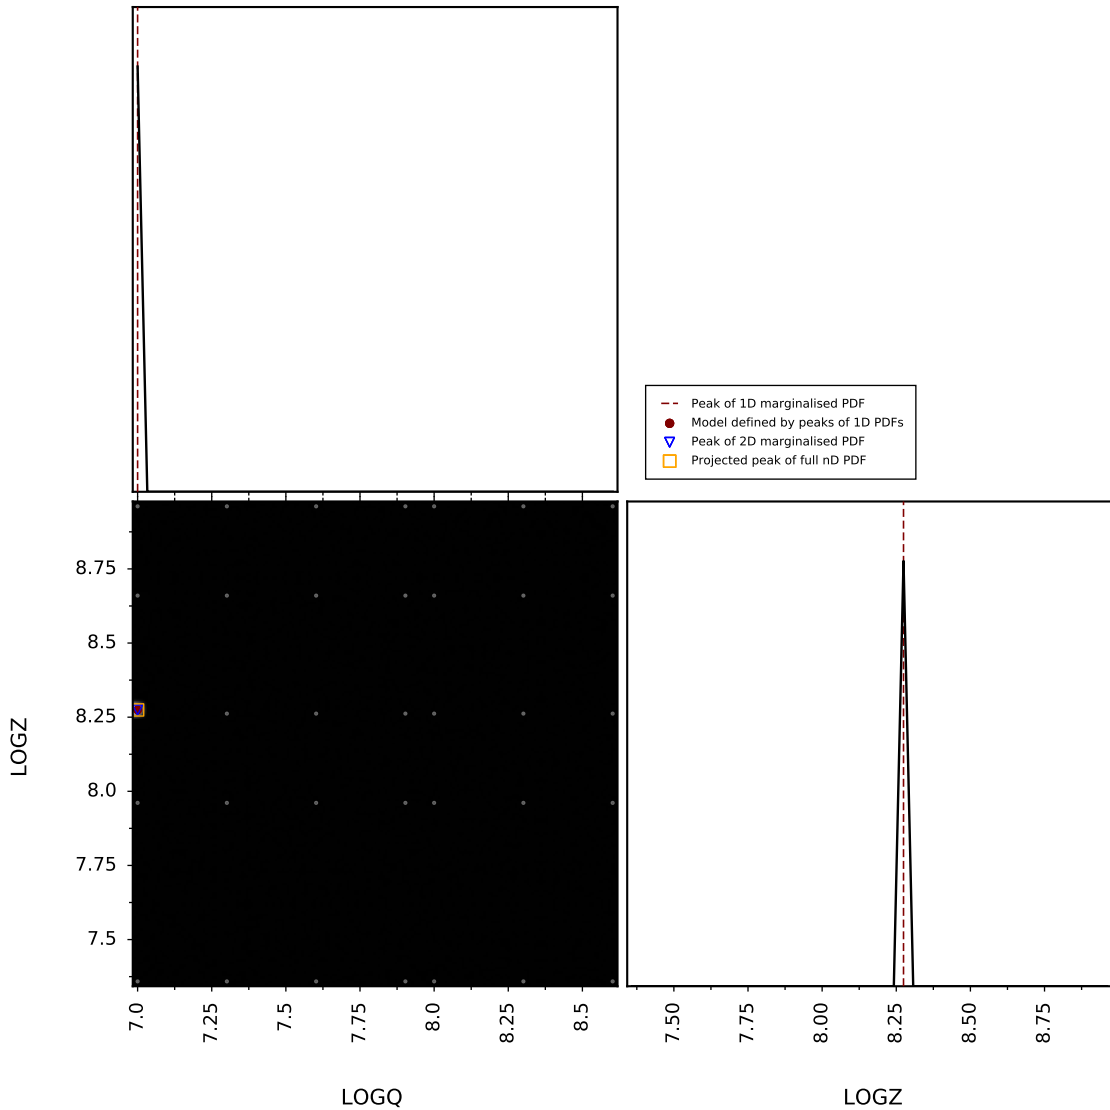 Peak of 1D marginalised PDF
Model defined by peaks of 1D PDFs
Peak of 2D marginalised PDF
Projected peak of full nD PDF
8.75
8.5
8.25
8.0
7.75
7.5
LOGZ
7.0 7.25 7.5 7.75 8.0 8.25 8.5
7.50 7.75 8.00 8.25 8.50 8.75
LOGQ
LOGZ